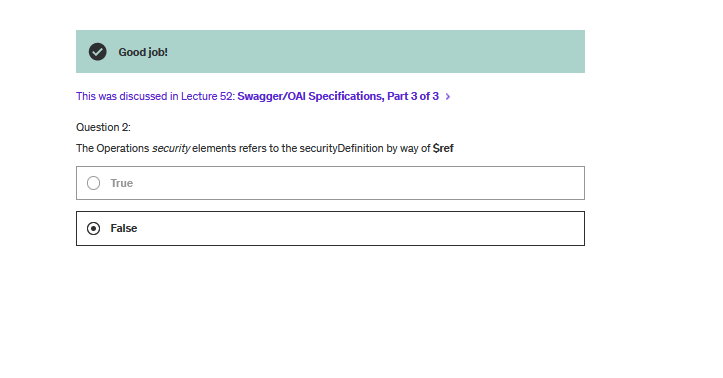 Good job!
This was discussed in Lecture 52: Swagger/OAI Specifications, Part 3 of 3 >
Question 2:
The Operations security elements refers to the securityDefinition by way of $ref
True
False